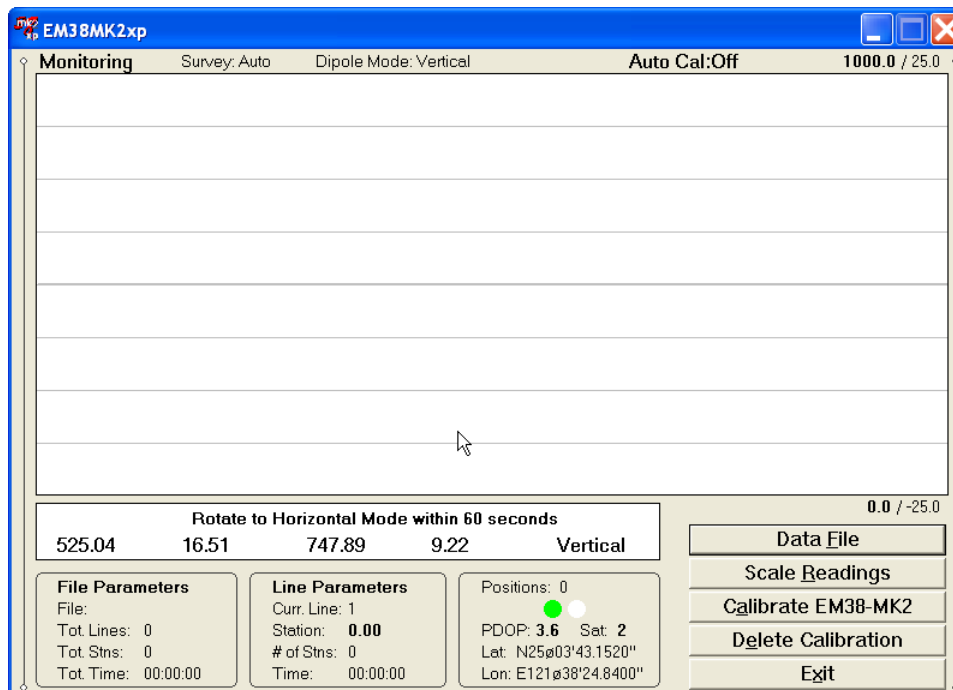 mk2 xp EM38MK2xp
Monitoring Survey: Auto Dipole Mode: Vertical Auto Cal:Off 1000.0 / 25.0
0.0 / -25.0
Rotate to Horizontal Mode within 60 seconds
525.04 16.51 747.89 9.22 Vertical
Data File
Scale Readings
Calibrate EM38-MK2
Delete Calibration
Exit
File Parameters
File:
Tot. Lines: 0
Tot. Stns: 0
Tot. Time: 00:00:00
Line Parameters
Curr. Line: 1
Station: 0.00
# of Stns: 0
Time: 00:00:00
Positions: 0
PDOP: 3.6 Sat: 2
Lat: N25ø03'43.1520"
Lon: E121ø38'24.8400"